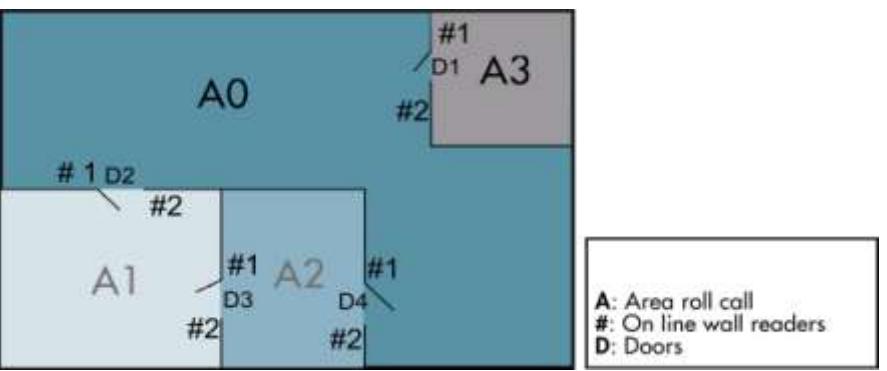 #1
D1
A3
A0
#2
# 1 D2
#2
#1
A2
#1
A1
D3
D4
#2
#2
A: Area roll call
#: On line wall readers
D: Doors